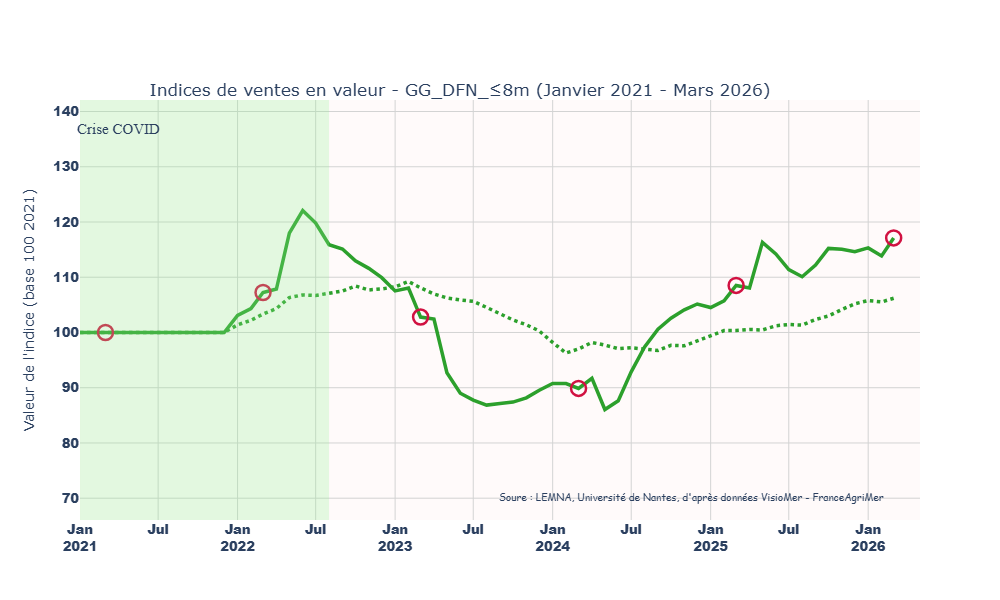 Indices de ventes en valeur - GG_DFN_≤8m (Janvier 2021 - Mars 2026)
Crise COVID
Valeur de l'indice (base 100 2021)
140
130
120
110
100
90
80
70
Soure : LEMNA, Université de Nantes, d'après données VisioMer - FranceAgriMer
Jan Jul Jan Jul Jan Jul Jan Jul Jan Jul Jan
2021 2022 2023 2024 2025 2026